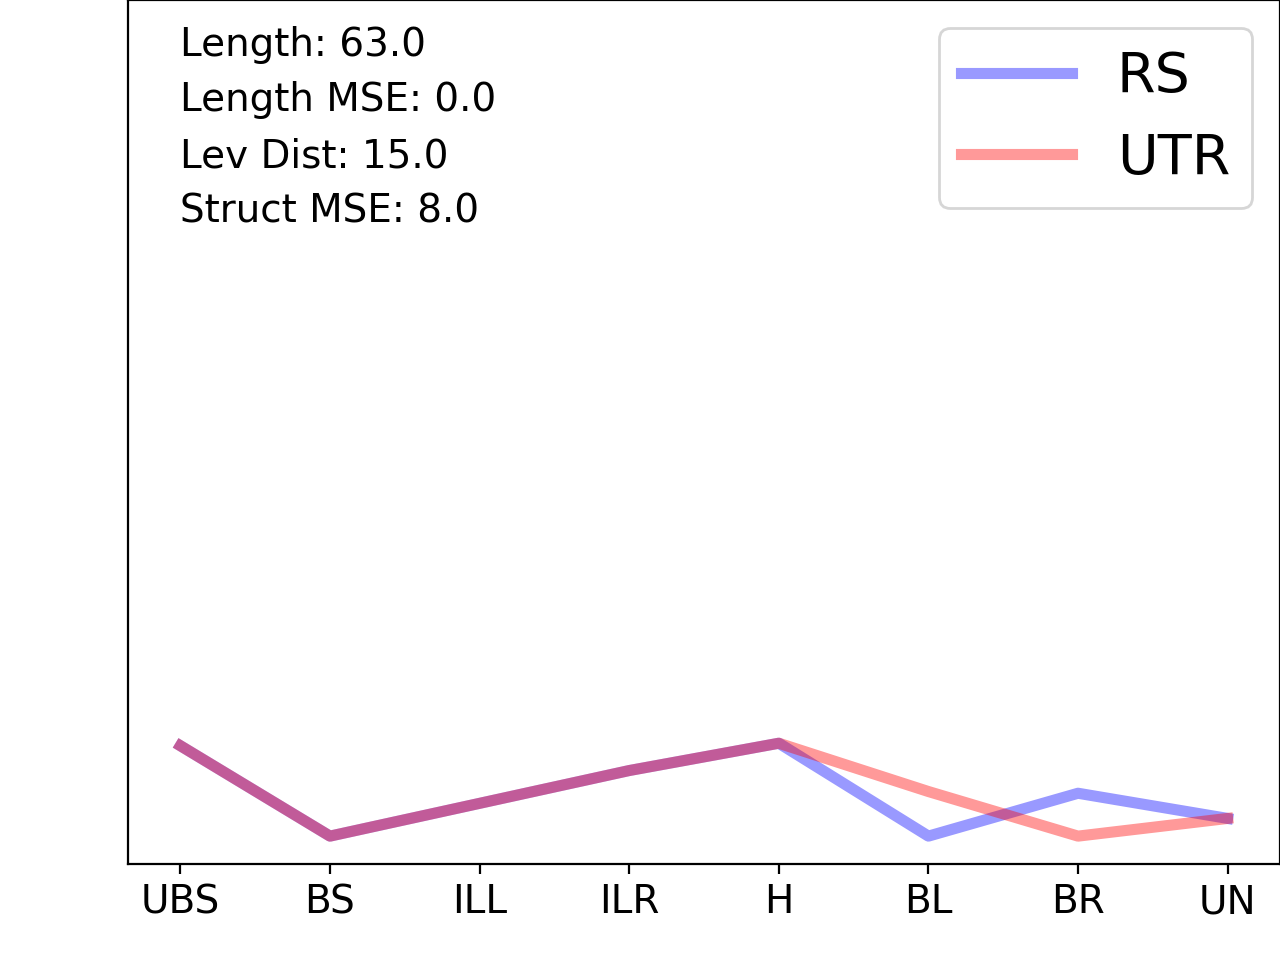 Length: 63.0
Length MSE: 0.0
Lev Dist: 15.0
Struct MSE: 8.0
RS
UTR
UBS BS ILL ILR H BL BR UN